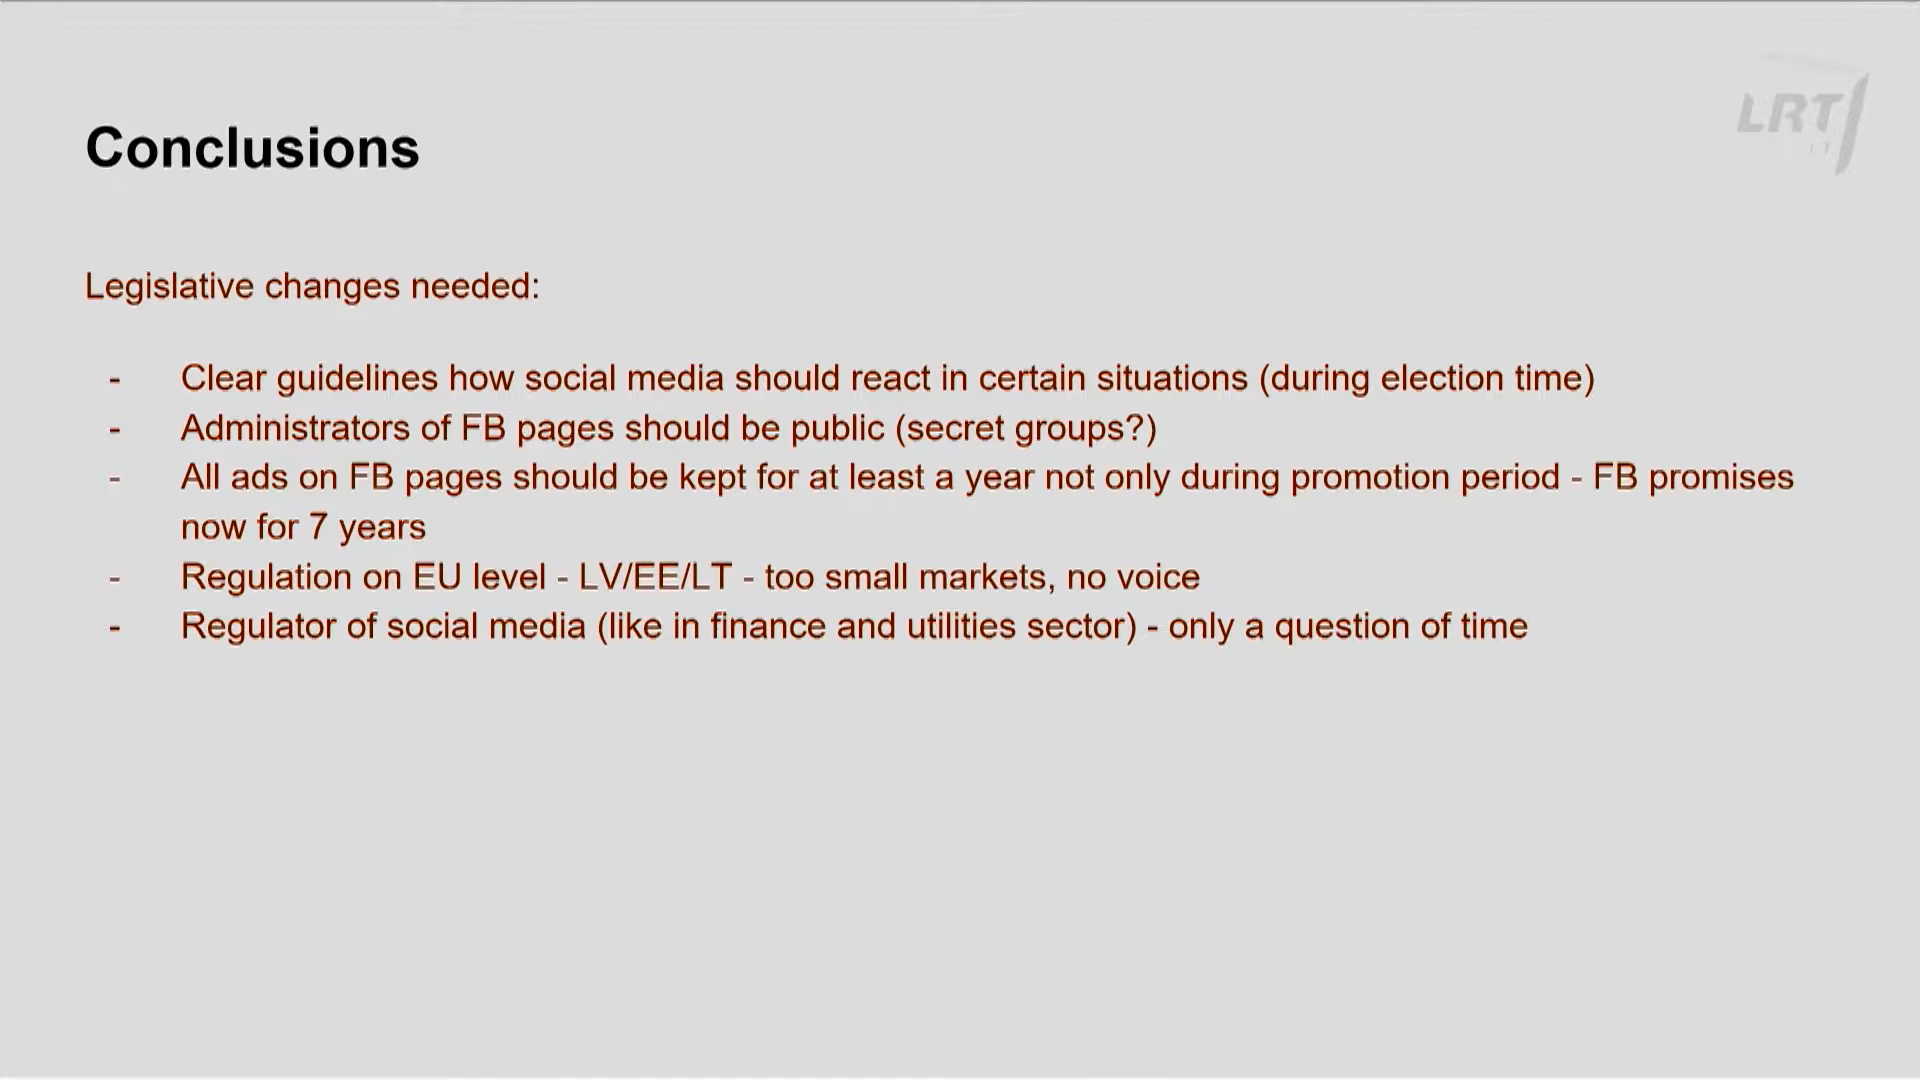 LRT
Conclusions
Legislative changes needed:
- Clear guidelines how social media should react in certain situations (during election time)
- Administrators of FB pages should be public (secret groups?)
- All ads on FB pages should be kept for at least a year not only during promotion period - FB promises
now for 7 years
- Regulation on EU level - LV/EE/LT - too small markets, no voice
- Regulator of social media (like in finance and utilities sector) - only a question of time